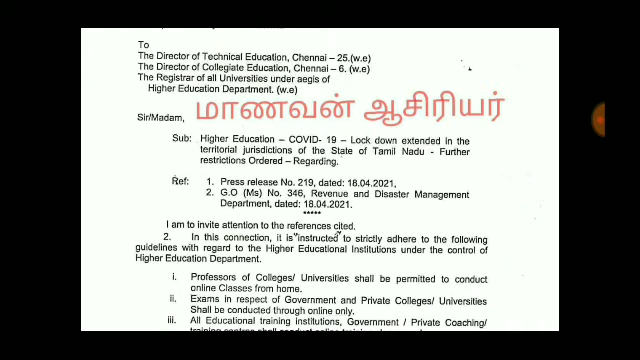 To
The Director of Technical Education, Chennai – 25.(w.e)
The Director of Collegiate Education, Chennai – 6. (w.e)
The Registrar of all Universities under aegis of
Higher Education Department. (w.e)
மாணவன் ஆசிரியர்
Sir/Madam,
Sub: Higher Education – COVID- 19 – Lock down extended in the
territorial jurisdictions of the State of Tamil Nadu - Further
restrictions Ordered – Regarding.
Ref: 1. Press release No. 219, dated: 18.04.2021,
2. G.O (Ms) No. 346, Revenue and Disaster Management
Department, dated: 18.04.2021.
*****
I am to invite attention to the references cited.
2. In this connection, it is "instructed" to strictly adhere to the following
guidelines with regard to the Higher Educational Institutions under the control of
Higher Education Department.
i. Professors of Colleges/ Universities shall be permitted to conduct
online Classes from home.
ii. Exams in respect of Government and Private Colleges/ Universities
Shall be conducted through online only.
iii. All Educational training institutions, Government / Private Coaching/